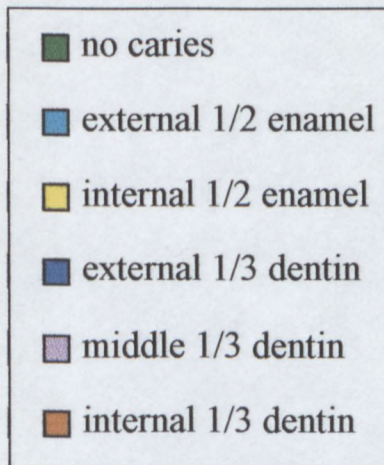 no caries
external 1/2 enamel
internal 1/2 enamel
external 1/3 dentin
middle 1/3 dentin
internal 1/3 dentin